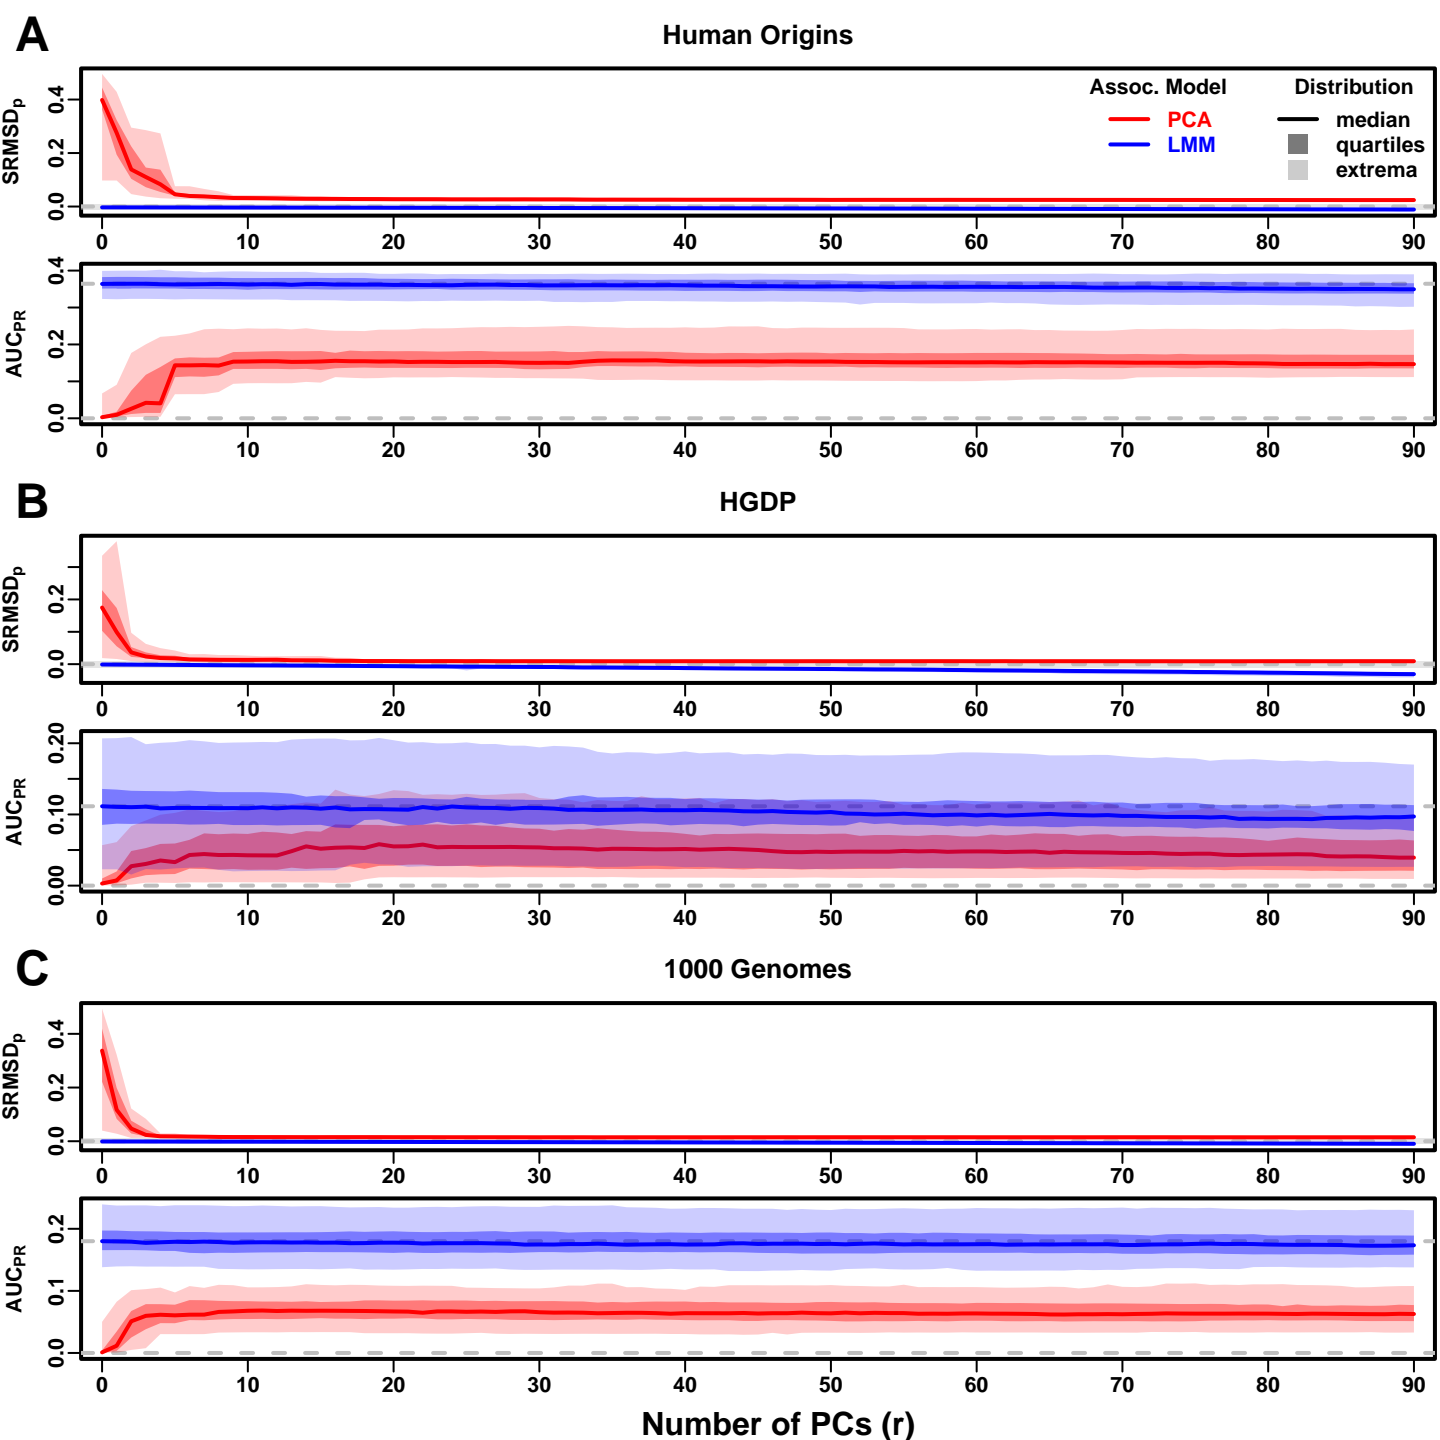 A
Human Origins
SRMSDp
0.0 0.2 0.4
Assoc. Model
PCA
LMM
Distribution
median
quartiles
extrema
0 10 20 30 40 50 60 70 80 90
AUCPR
0.0 0.2 0.4
0 10 20 30 40 50 60 70 80 90
B
HGDP
SRMSDp
0.0 0.2
0 10 20 30 40 50 60 70 80 90
AUCPR
0.00 0.10 0.20
0 10 20 30 40 50 60 70 80 90
C
1000 Genomes
SRMSDp
0.0 0.2 0.4
0 10 20 30 40 50 60 70 80 90
AUCPR
0.0 0.1 0.2
0 10 20 30 40 50 60 70 80 90
Number of PCs (r)